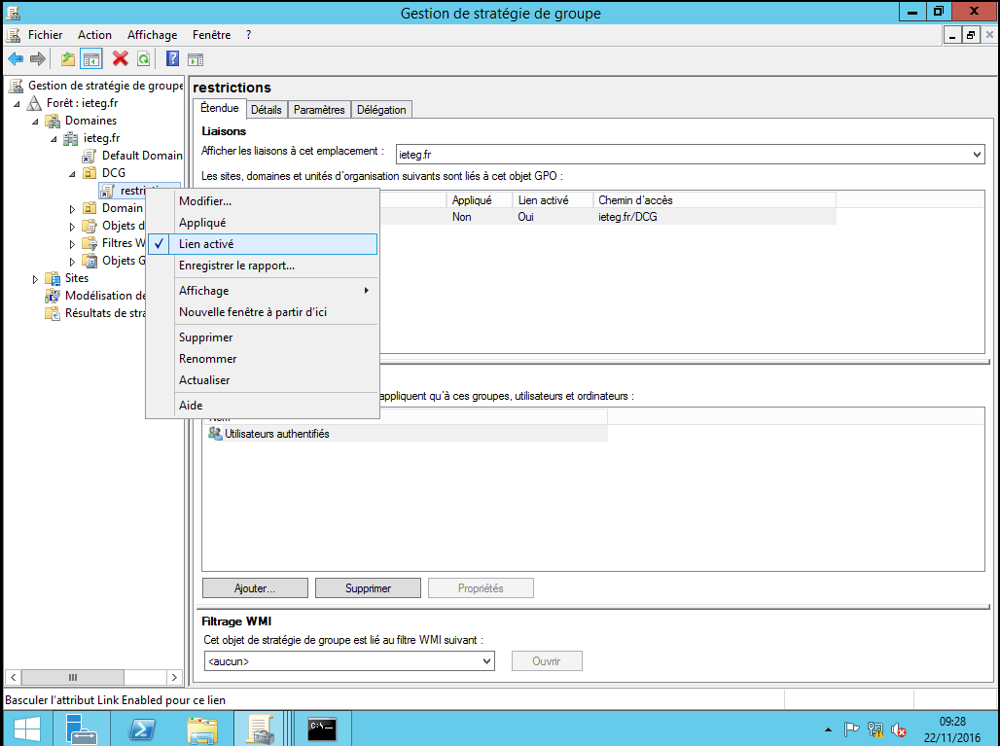 Gestion de stratégie de groupe
Fichier Action Affichage Fenêtre ?
Gestion de stratégie de groupe
Forêt : ieteg.fr
Domaines
ieteg.fr
Default Domain
DCG
Domain
Objets d
Filtres W
Objets G
Sites
Modélisation de
Résultats de stra
restrictions
Étendue Détails Paramètres Délégation
Liaisons
Afficher les liaisons à cet emplacement : ieteg.fr
Les sites, domaines et unités d'organisation suivants sont liés à cet objet GPO :
Appliqué Lien activé Chemin d'accès
Non Oui ieteg.fr/DCG
Modifier...
Appliqué
Lien activé
Enregistrer le rapport...
Affichage
Nouvelle fenêtre à partir d'ici
Supprimer
Renommer
Actualiser
Aide
appliquent qu'à ces groupes, utilisateurs et ordinateurs :
Utilisateurs authentifiés
Ajouter... Supprimer Propriétés
Filtrage WMI
Cet objet de stratégie de groupe est lié au filtre WMI suivant :
<aucun> Ouvrir
Basculer l'attribut Link Enabled pour ce lien
C:\
09:28
22/11/2016